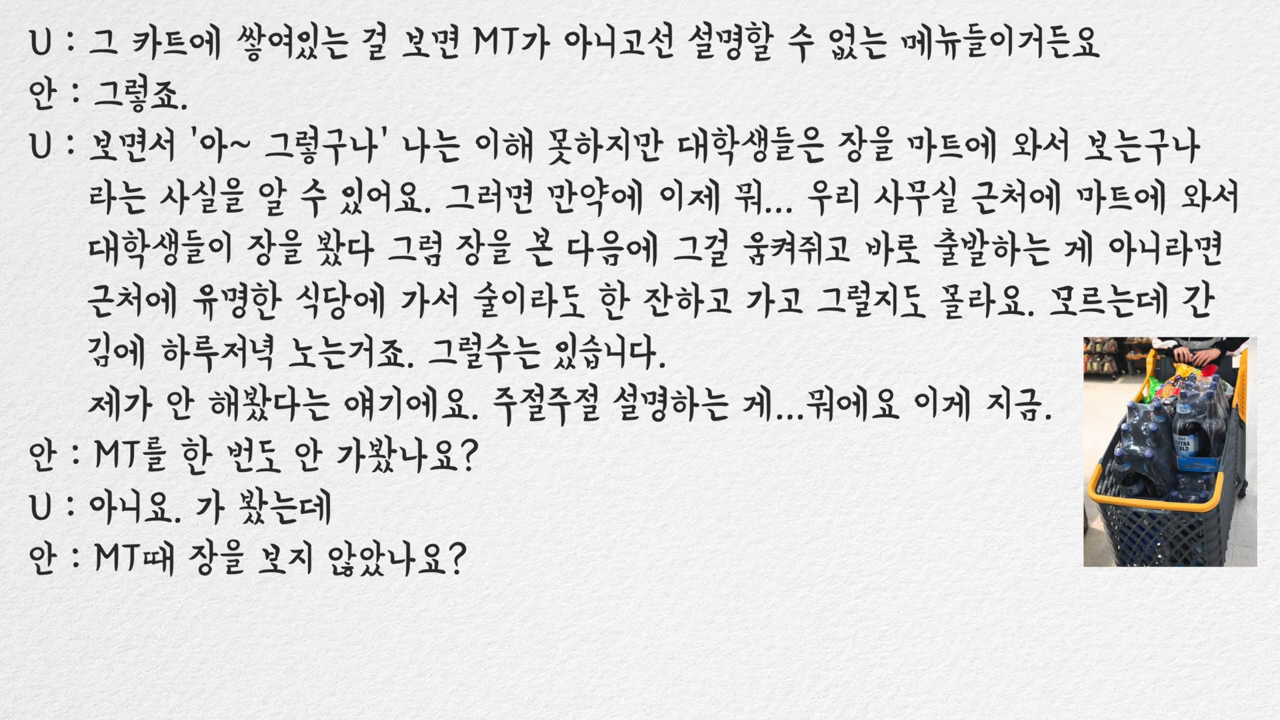 U : 그 카트에 쌓여있는 걸 보면 MT가 아니고선 설명할 수 없는 메뉴들이거든요
안 : 그렇죠.
U : 보면서 '아~ 그렇구나' 나는 이해 못하지만 대학생들은 장을 마트에 와서 보는구나
라는 사실을 알 수 있어요. 그러면 만약에 이제 뭐... 우리 사무실 근처에 마트에 와서
대학생들이 장을 봤다 그럼 장을 본 다음에 그걸 움켜쥐고 바로 출발하는 게 아니라면
근처에 유명한 식당에 가서 술이라도 한 잔하고 가고 그럴지도 몰라요. 모르는데 간
김에 하루저녁 노는거죠. 그럴수는 있습니다.
제가 안 해봤다는 얘기에요. 주절주절 설명하는 게...뭐에요 이게 지금.
안 : MT를 한 번도 안 가봤나요?
U : 아니요. 가 봤는데
안 : MT때 장을 보지 않았나요?